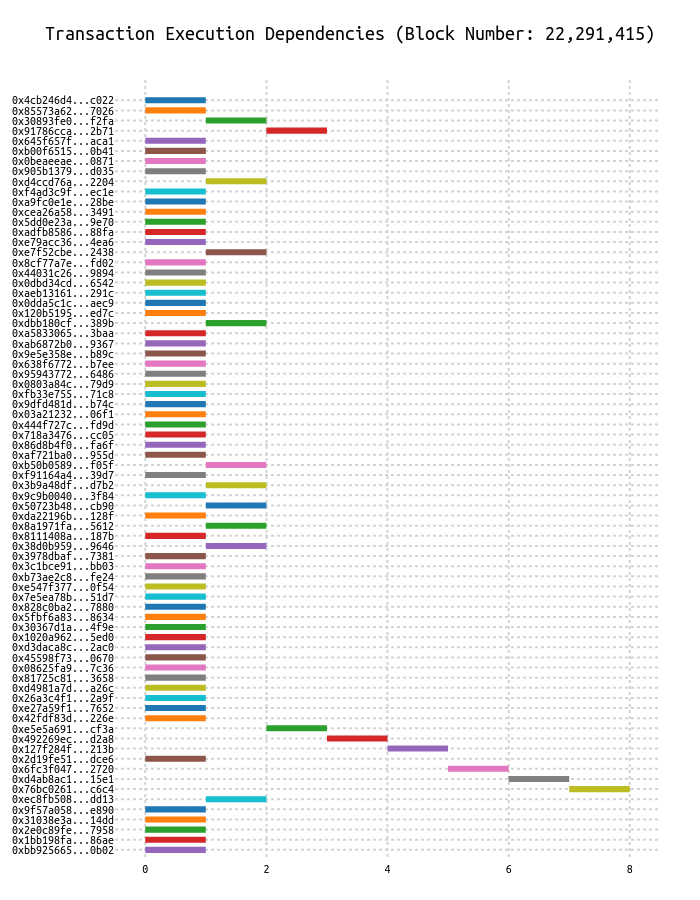 Transaction Execution Dependencies (Block Number: 22,291,415)
0x4cb246d4...c022
0x85573a62...7026
0x30893fe0...f2fa
0x91786cca...2b71
0x645f657f...aca1
0xb00f6515...0b41
0x0beaeeae...0871
0x905b1379...d035
0xd4ccd76a...2204
0xf4ad3c9f...ec1e
0xa9fc0e1e...28be
0xcea26a58...3491
0x5dd0e23a...9e70
0xadfb8586...88fa
0xe79acc36...4ea6
0xe7f52cbe...2438
0x8cf77a7e...fd02
0x44031c26...9894
0x0dbd34cd...6542
0xaeb13161...291c
0x0dda5c1c...aec9
0x120b5195...ed7c
0xdbb180cf...389b
0xa5833065...3baa
0xab6872b0...9367
0x9e5e358e...b89c
0x638f6772...b7ee
0x95943772...6486
0x0803a84c...79d9
0xfb33e755...71c8
0x9dfd481d...b74c
0x03a21232...06f1
0x444f727c...fd9d
0x718a3476...cc05
0x86d8b4f0...fa6f
0xaf721ba0...955d
0xb50b0589...f05f
0xf91164a4...39d7
0x3b9a48df...d7b2
0x9c9b0040...3f84
0x50723b48...cb90
0xda22196b...128f
0x8a1971fa...5612
0x8111408a...187b
0x38d0b959...9646
0x3978dbaf...7381
0x3c1bce91...bb03
0xb73ae2c8...fe24
0xe547f377...0f54
0x7e5ea78b...51d7
0x828c0ba2...7880
0x5fbf6a83...8634
0x30367d1a...4f9e
0x1020a962...5ed0
0xd3daca8c...2ac0
0x45598f73...0670
0x08625fa9...7c36
0x81725c81...3658
0xd4981a7d...a26c
0x26a3c4f1...2a9f
0xe27a59f1...7652
0x42fdf83d...226e
0xe5e5a691...cf3a
0x492269ec...d2a8
0x127f284f...213b
0x2d19fe51...dce6
0x6fc3f047...2720
0xd4ab8ac1...15e1
0x76bc0261...c6c4
0xec8fb508...dd13
0x9f57a058...e890
0x31038e3a...14dd
0x2e0c89fe...7958
0x1bb198fa...86ae
0xbb925665...0b02
0 2 4 6 8